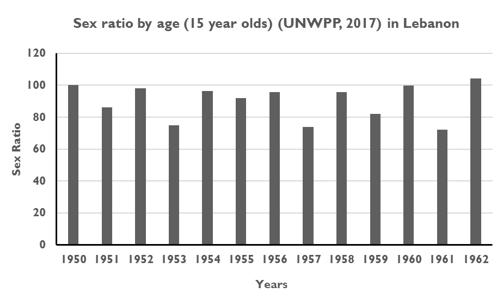 Sex ratio by age (15 year olds) (UNWPP, 2017) in Lebanon
120
100
80
60
40
20
0
Sex Ratio
1950 1951 1952 1953 1954 1955 1956 1957 1958 1959 1960 1961 1962
Years